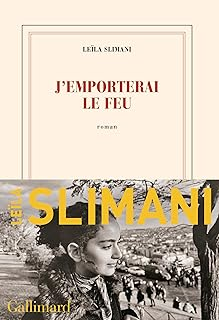 LEÏLA SLIMANI
J'EMPORTERAI
LE FEU
roman
LEÏLA
SLIMANI
Gallimard